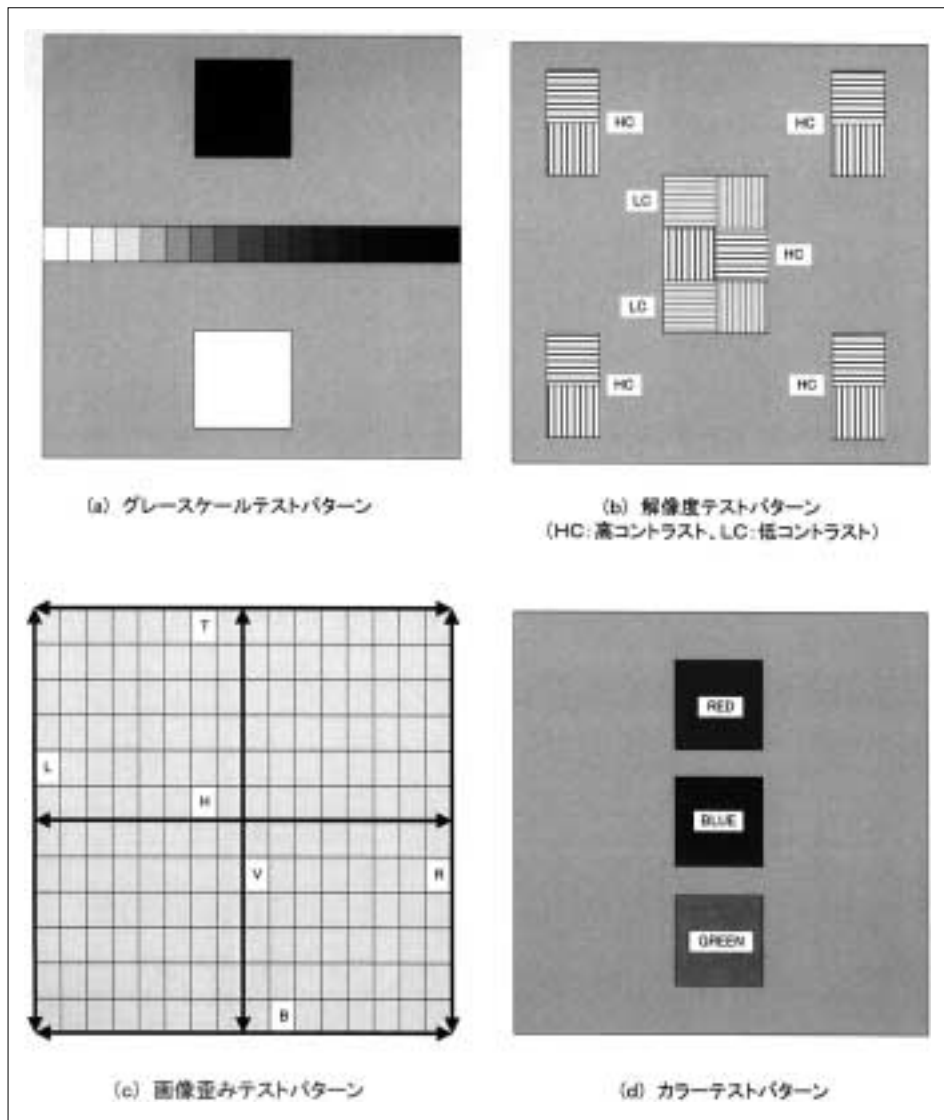 HC
HC
LC
HC
LC
HC
HC
(a) グレースケールテストパターン
(b) 解像度テストパターン
(HC:高コントラスト、LC:低コントラスト)
T
L
H
V
R
B
RED
BLUE
GREEN
(c) 画像歪みテストパターン
(d) カラーテストパターン